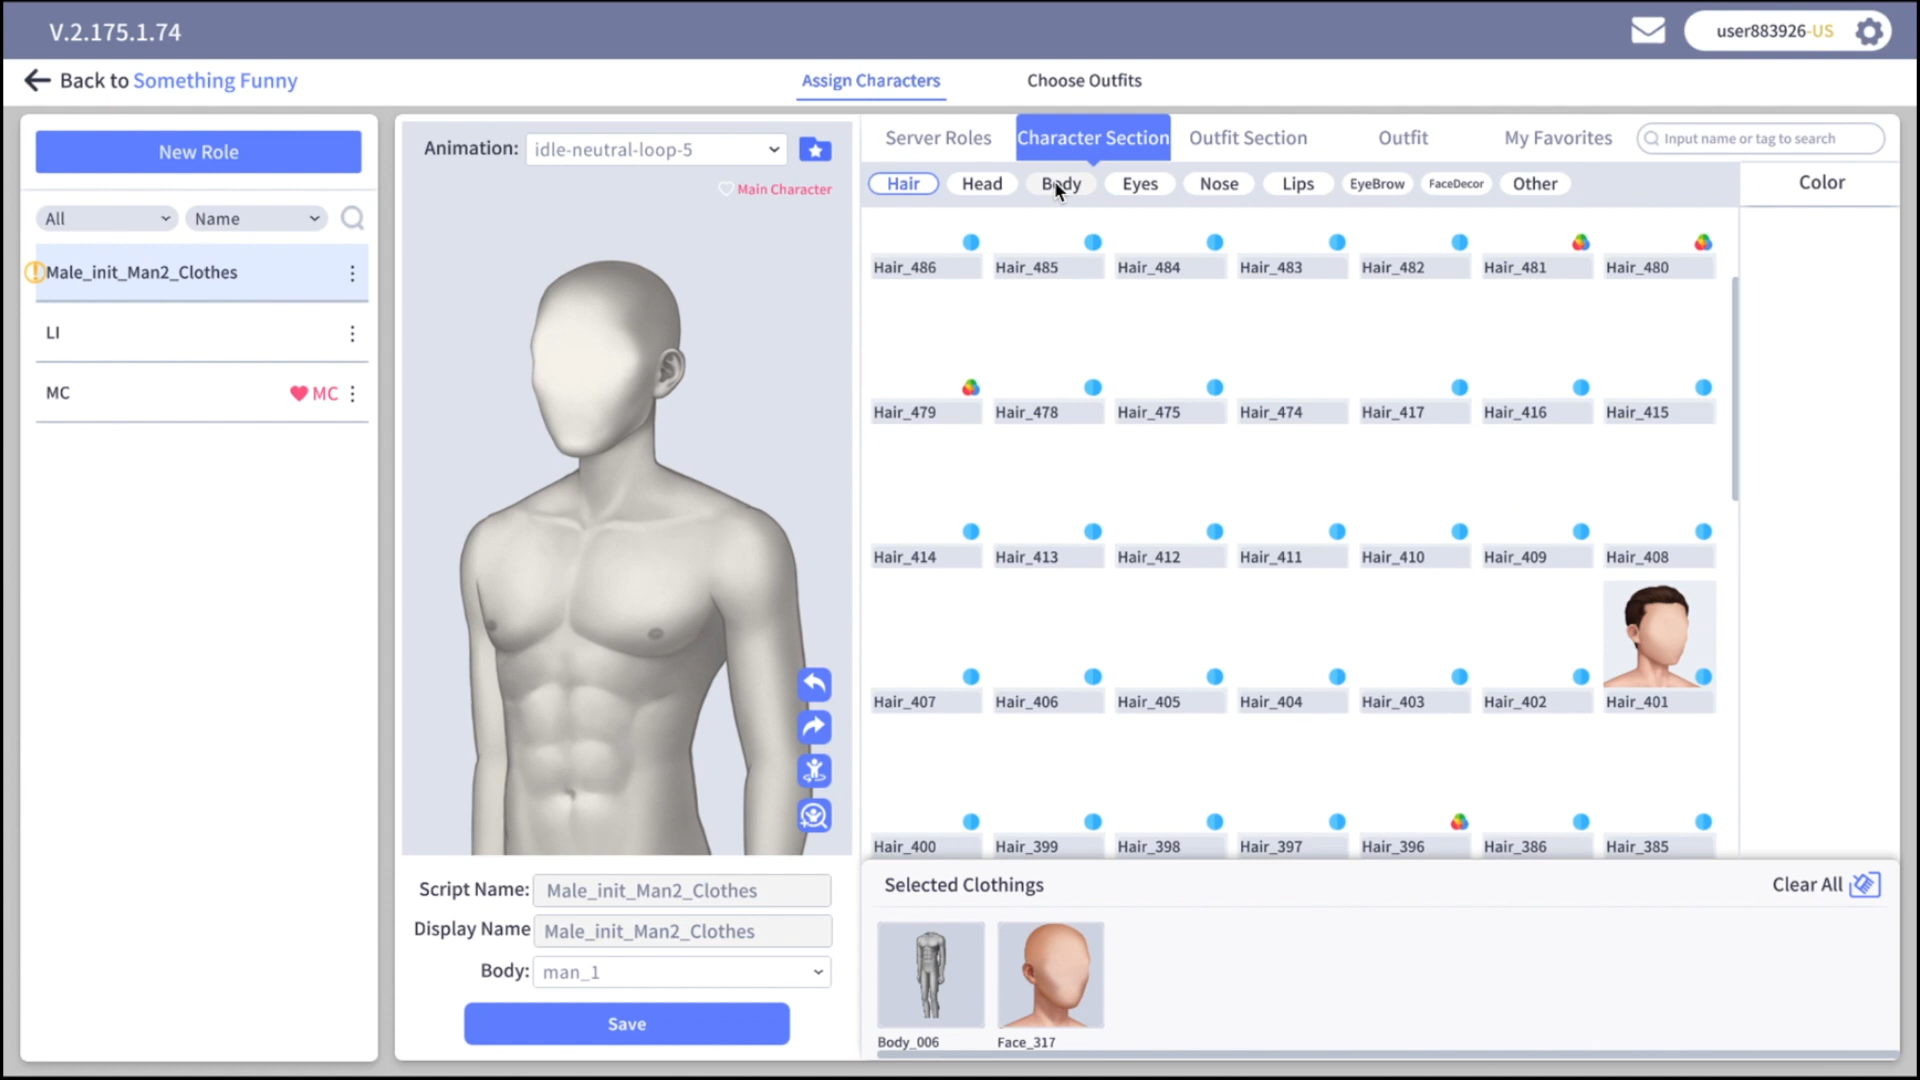 V.2.175.1.74
user883926-US
Back to Something Funny
Assign Characters
Choose Outfits
New Role
All
Name
Male_init_Man2_Clothes
LI
MC
MC
Animation:
idle-neutral-loop-5
Main Character
Script Name:
Male_init_Man2_Clothes
Display Name
Male_init_Man2_Clothes
Body:
man_1
Save
Server Roles
Character Section
Outfit Section
Outfit
My Favorites
Input name or tag to search
Hair
Head
Body
Eyes
Nose
Lips
EyeBrow
FaceDecor
Other
Color
Hair_486
Hair_485
Hair_484
Hair_483
Hair_482
Hair_481
Hair_480
Hair_479
Hair_478
Hair_475
Hair_474
Hair_417
Hair_416
Hair_415
Hair_414
Hair_413
Hair_412
Hair_411
Hair_410
Hair_409
Hair_408
Hair_407
Hair_406
Hair_405
Hair_404
Hair_403
Hair_402
Hair_401
Hair_400
Hair_399
Hair_398
Hair_397
Hair_396
Hair_386
Hair_385
Selected Clothings
Clear All
Body_006
Face_317